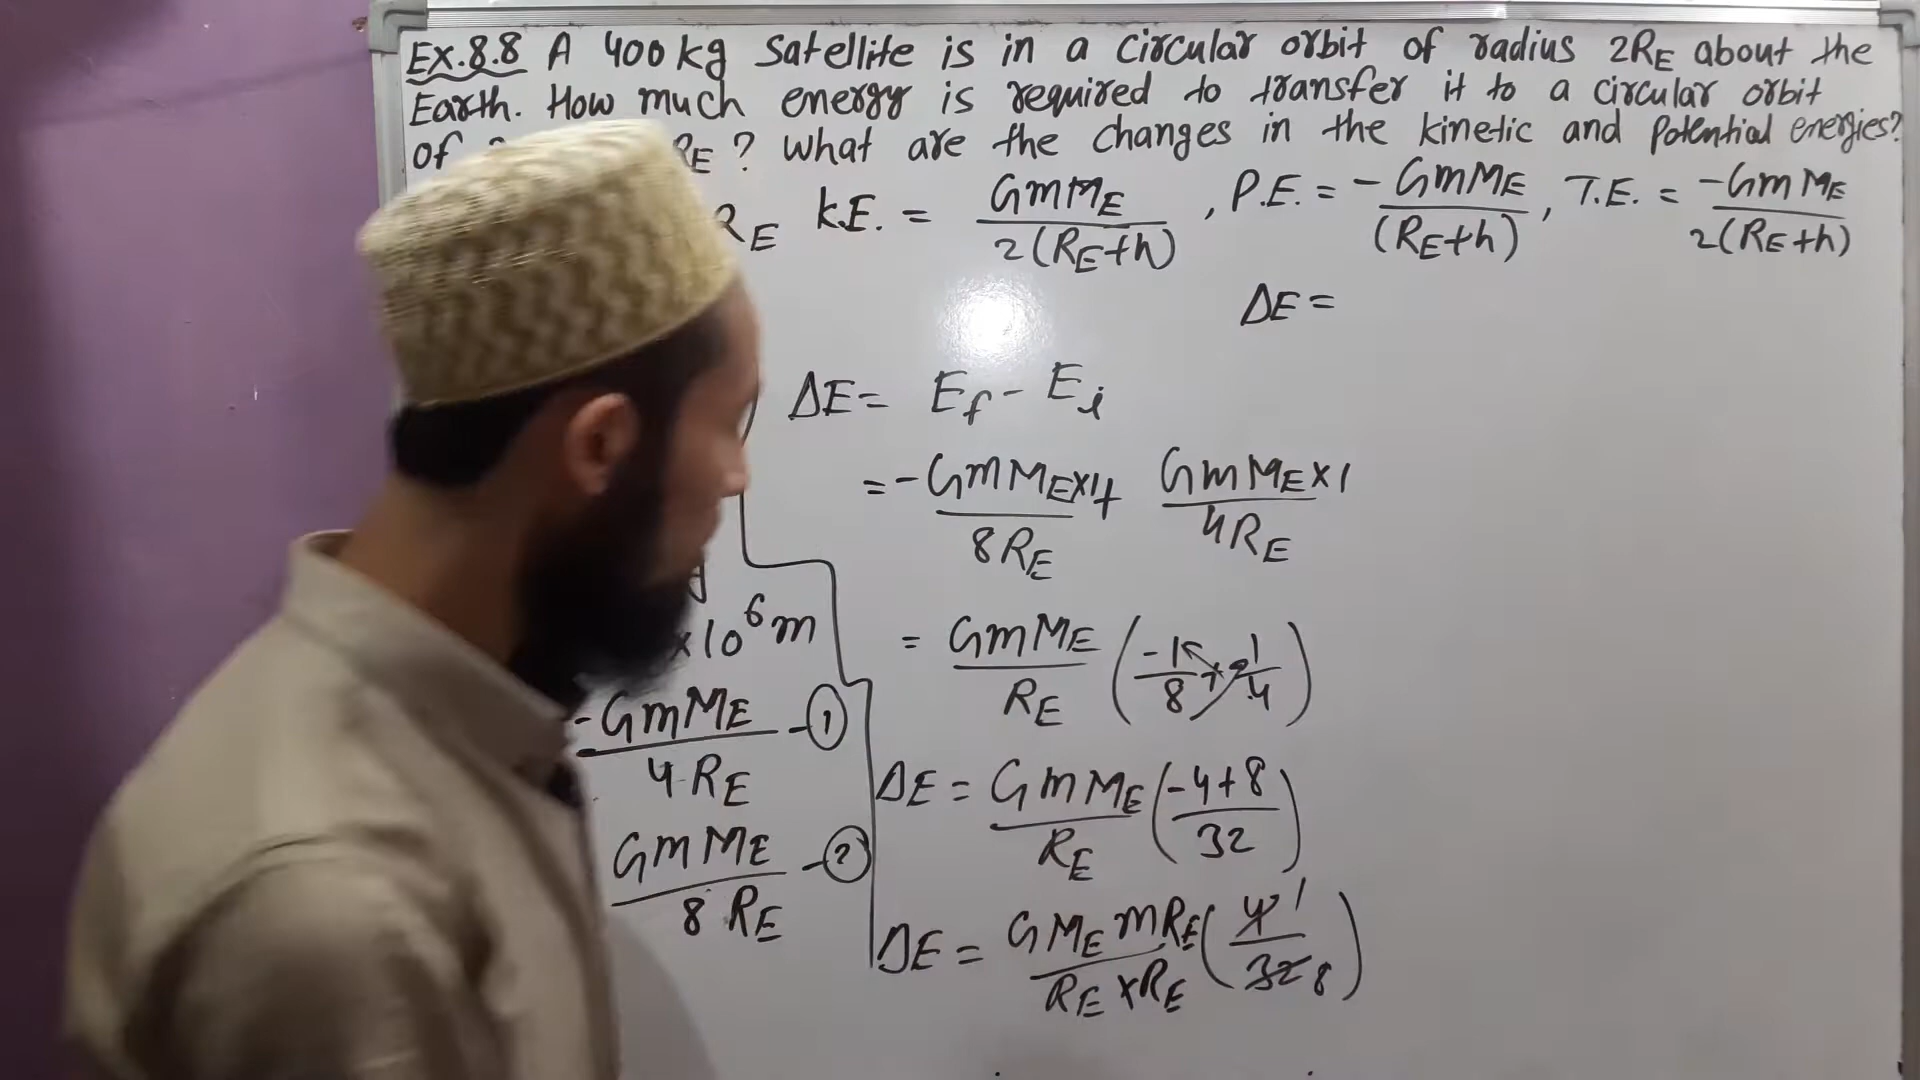 Ex.8.8 A 400 kg Satellite is in a circular orbit of radius 2RE about the
Earth. How much energy is required to transfer it to a circular orbit
of RE? What are the changes in the kinetic and Potential energies?
RE K.E. = GmME / 2(RE+h) , P.E. = -GmME / (RE+h) , T.E. = -GmME / 2(RE+h)
ΔE =
ΔE = Ef - Ei
= -GmME×1 / 8RE + GmME×1 / 4RE
×10⁶m
= GmME / RE (-1/8 + 1/4)
-GmME / 4RE -①
ΔE = GmME / RE (-4+8 / 32)
GmME / 8RE -②
ΔE = GMEmRE / RE×RE (4 1 / 32 8)